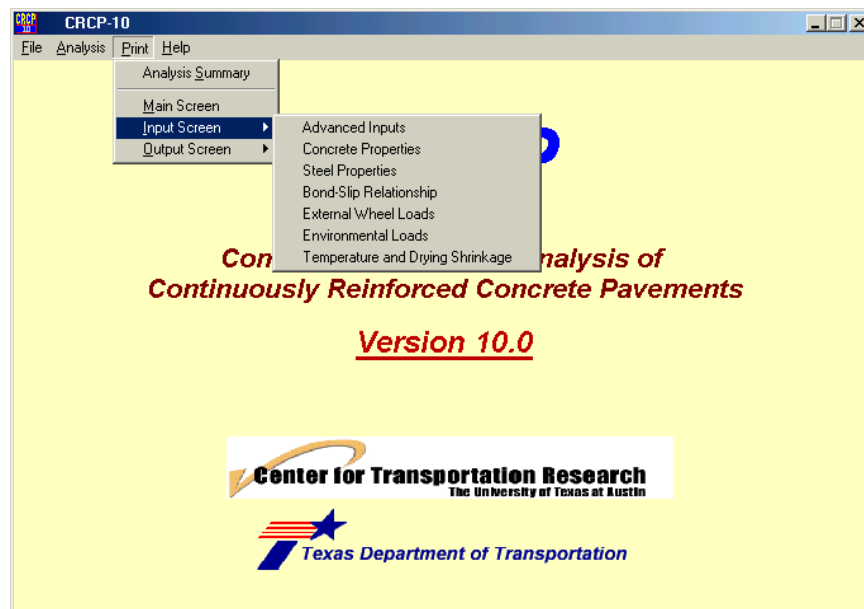 CRCP-10
File Analysis Print Help
Analysis Summary
Main Screen
Input Screen
Output Screen
Advanced Inputs
Concrete Properties
Steel Properties
Bond-Slip Relationship
External Wheel Loads
Environmental Loads
Temperature and Drying Shrinkage
Con nalysis of
Continuously Reinforced Concrete Pavements
Version 10.0
Center for Transportation Research
The University of Texas at Austin
Texas Department of Transportation